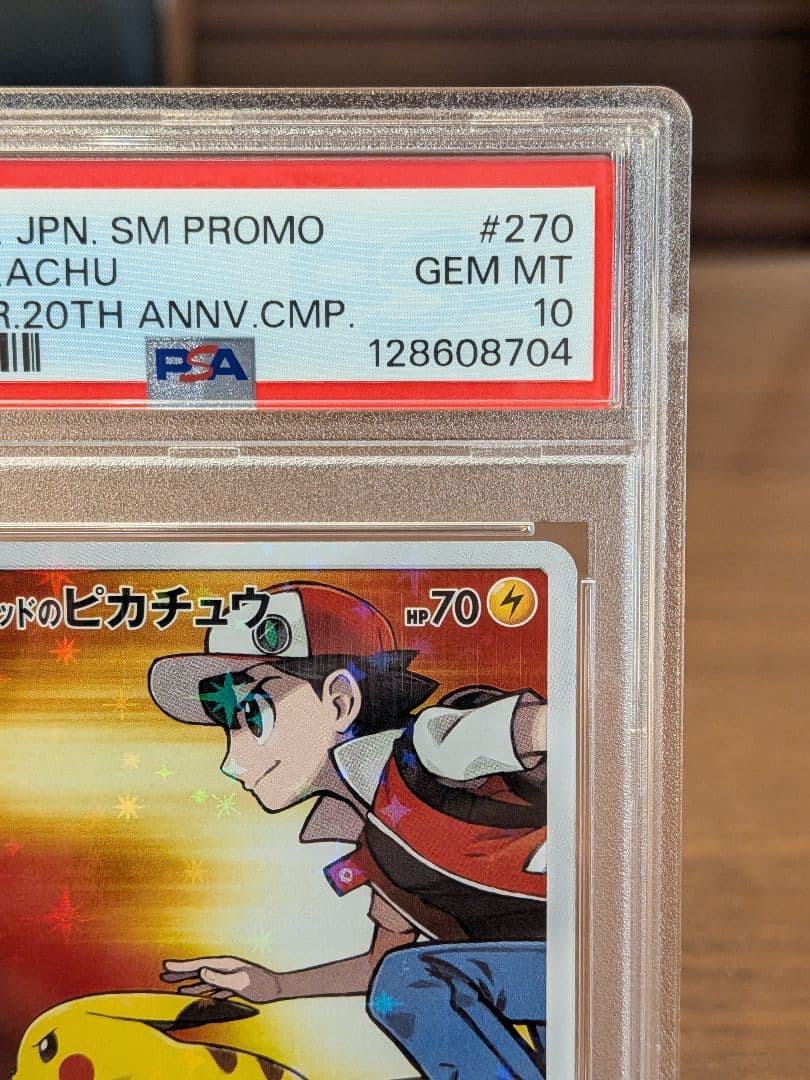 JPN. SM PROMO #270
ACHU GEM MT
R.20TH ANNV.CMP. 10
PSA 128608704
ッドのピカチュウ HP70